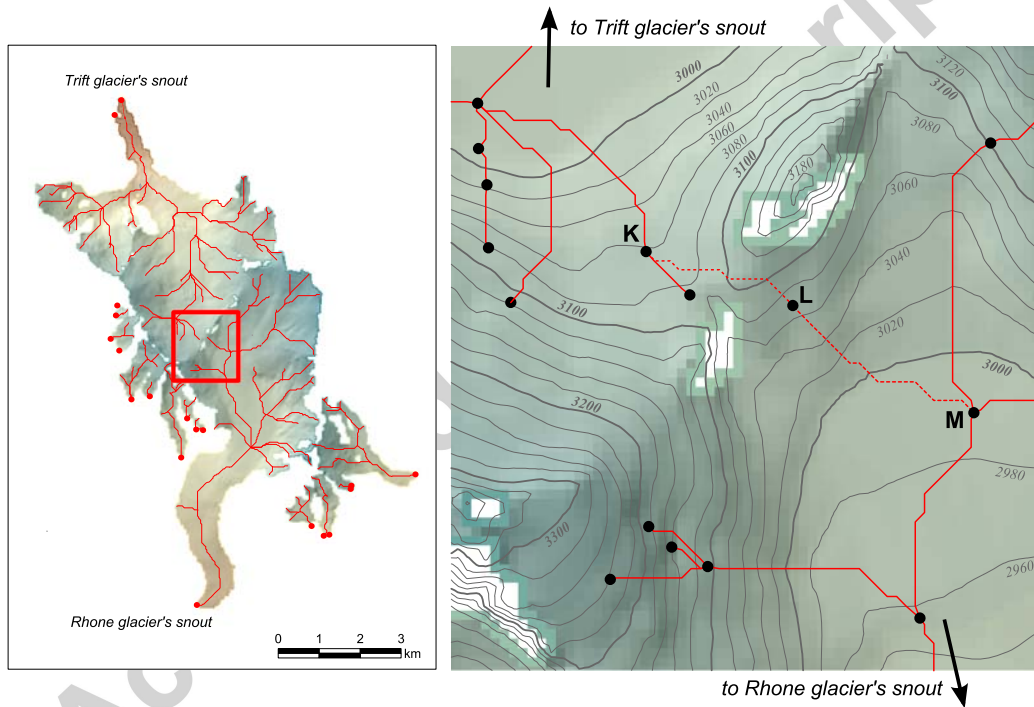 to Trift glacier's snout
Trift glacier's snout
Rhone glacier's snout
0 1 2 3
km
3000
3020
3040
3060
3080
3100
3180
3120
3100
3080
3060
3040
3020
3000
2980
2960
3100
3200
3300
K
L
M
to Rhone glacier's snout